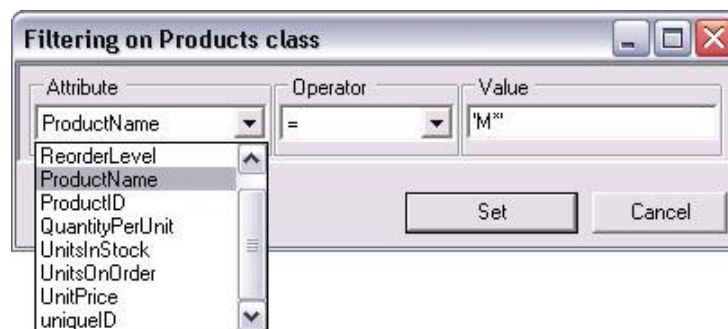 Filtering on Products class
Attribute Operator Value
ProductName = 'M*'
ReorderLevel
ProductName
ProductID
QuantityPerUnit
UnitsInStock
UnitsOnOrder
UnitPrice
uniqueID
Set Cancel